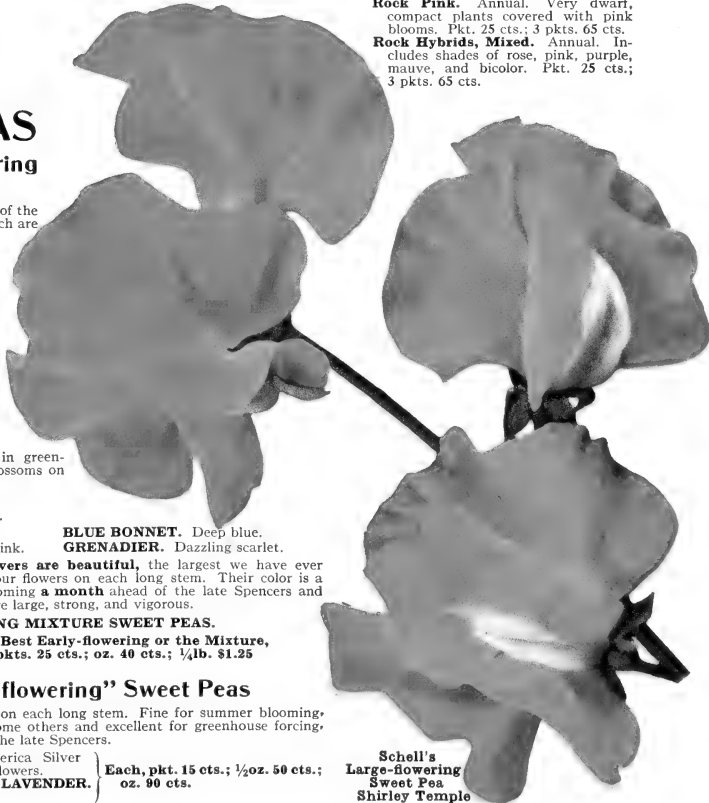 Rock Pink. Annual. Very dwarf,
compact plants covered with pink
blooms. Pkt. 25 cts.; 3 pkts. 65 cts.
Rock Hybrids, Mixed. Annual. In-
cludes shades of rose, pink, purple,
mauve, and bicolor. Pkt. 25 cts.;
3 pkts. 65 cts.
AS
ring
of the
ch are
in green-
ossoms on
BLUE BONNET. Deep blue.
ink. GRENADIER. Dazzling scarlet.
wers are beautiful, the largest we have ever
our flowers on each long stem. Their color is a
oming a month ahead of the late Spencers and
re large, strong, and vigorous.
NG MIXTURE SWEET PEAS.
Best Early-flowering or the Mixture,
pkts. 25 cts.; oz. 40 cts.; ¼lb. $1.25
flowering” Sweet Peas
on each long stem. Fine for summer blooming,
ome others and excellent for greenhouse forcing,
he late Spencers.
erica Silver
lowers.
LAVENDER.
Each, pkt. 15 cts.; ½oz. 50 cts.;
oz. 90 cts.
Schell's
Large-flowering
Sweet Pea
Shirley Temple